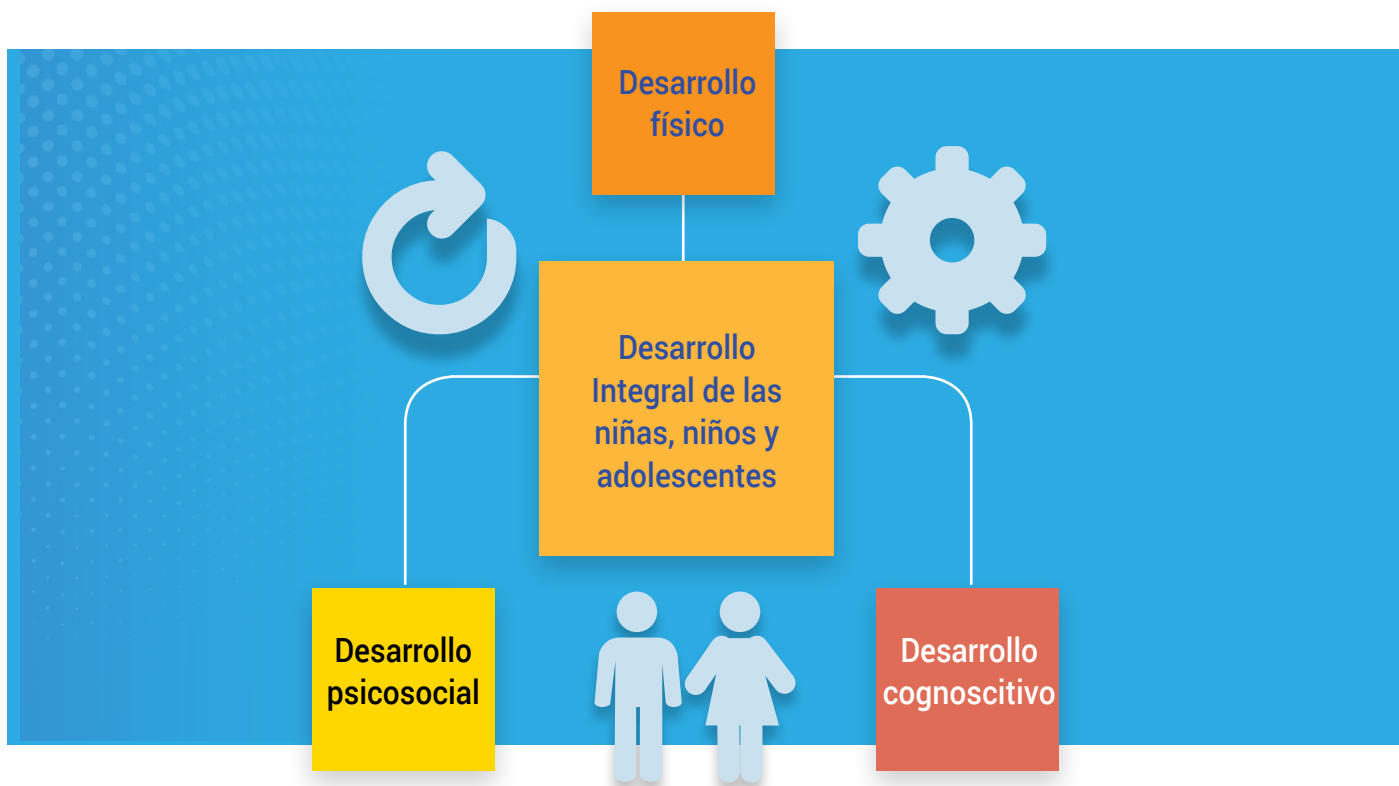 Desarrollo
físico
Desarrollo
Integral de las
niñas, niños y
adolescentes
Desarrollo
psicosocial
Desarrollo
cognoscitivo